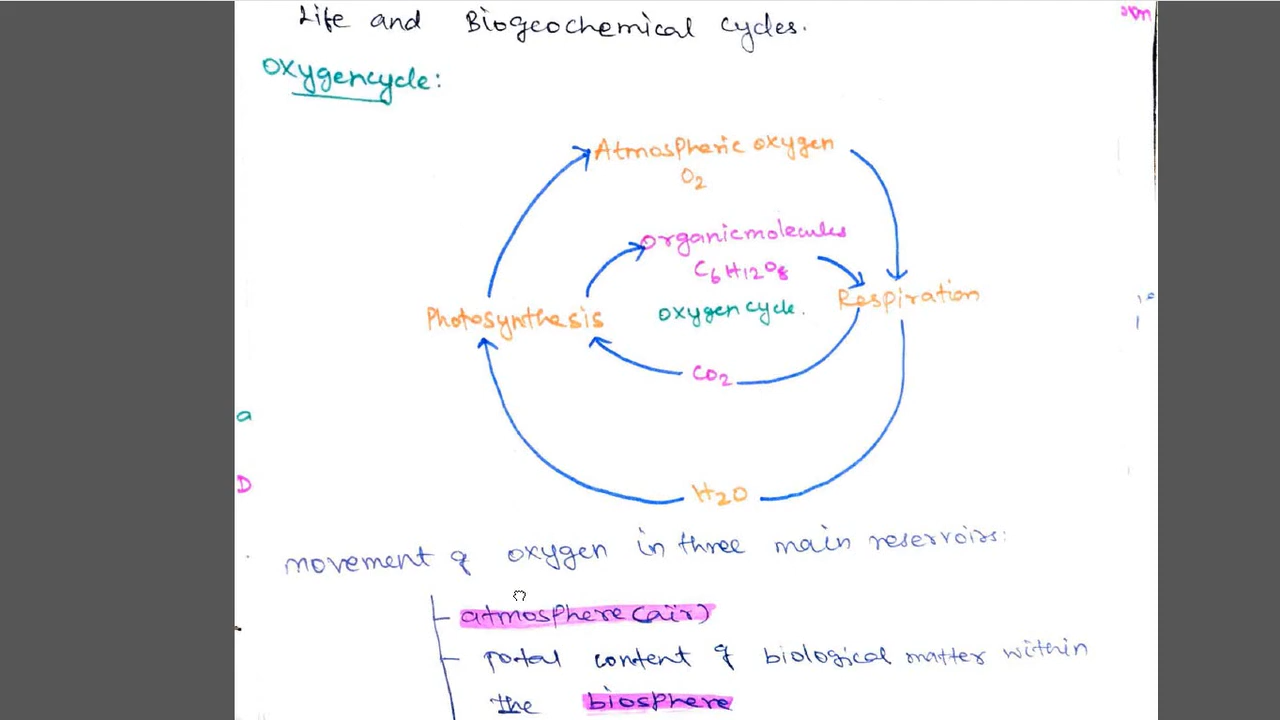 Life and Biogeochemical cycles.
oxygencycle:
Atmospheric oxygen
O2
organicmolecules
C6H12O6
oxygen cycle.
Photosynthesis
Respiration
CO2
H2O
movement of oxygen in three main reservoirs:
atmosphere (air)
content of biological matter within
the biosphere
a
D